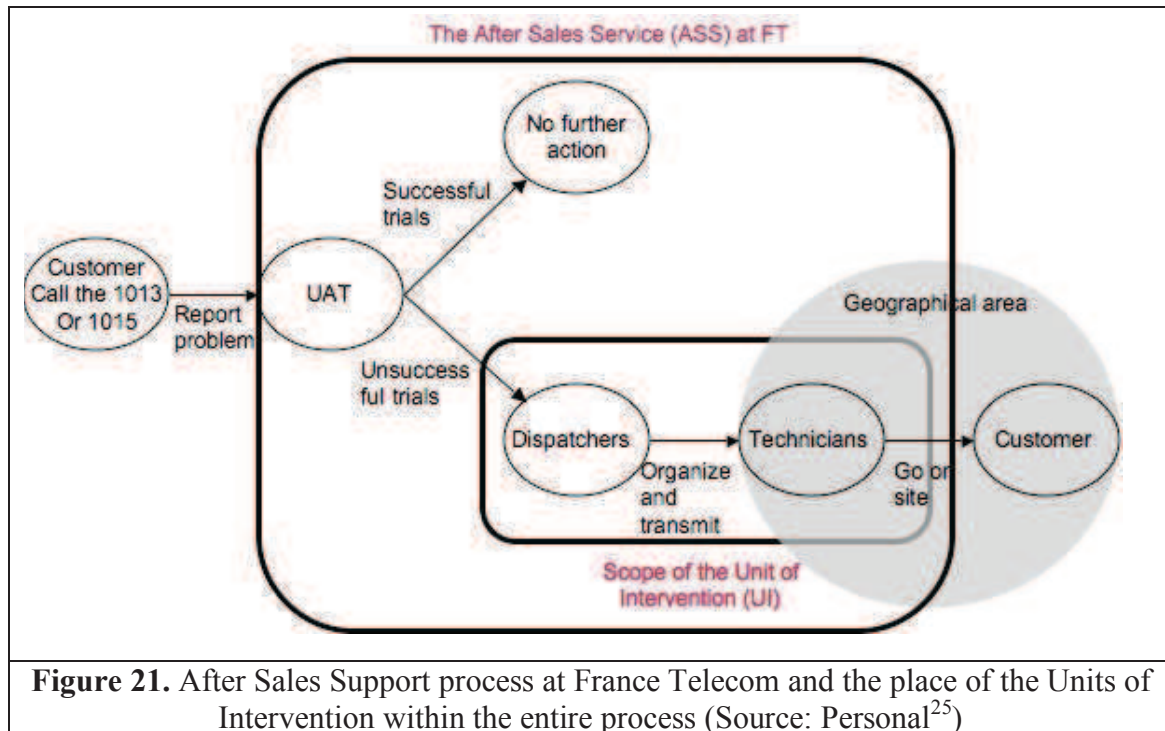 The After Sales Service (ASS) at FT
No further
action
Successful
trials
Customer
Call the 1013
Or 1015
Report
problem
UAT
Geographical area
Unsuccess
ful trials
Dispatchers
Organize
and
transmit
Technicians
Go on
site
Customer
Scope of the Unit of
Intervention (UI)
Figure 21. After Sales Support process at France Telecom and the place of the Units of
Intervention within the entire process (Source: Personal25)